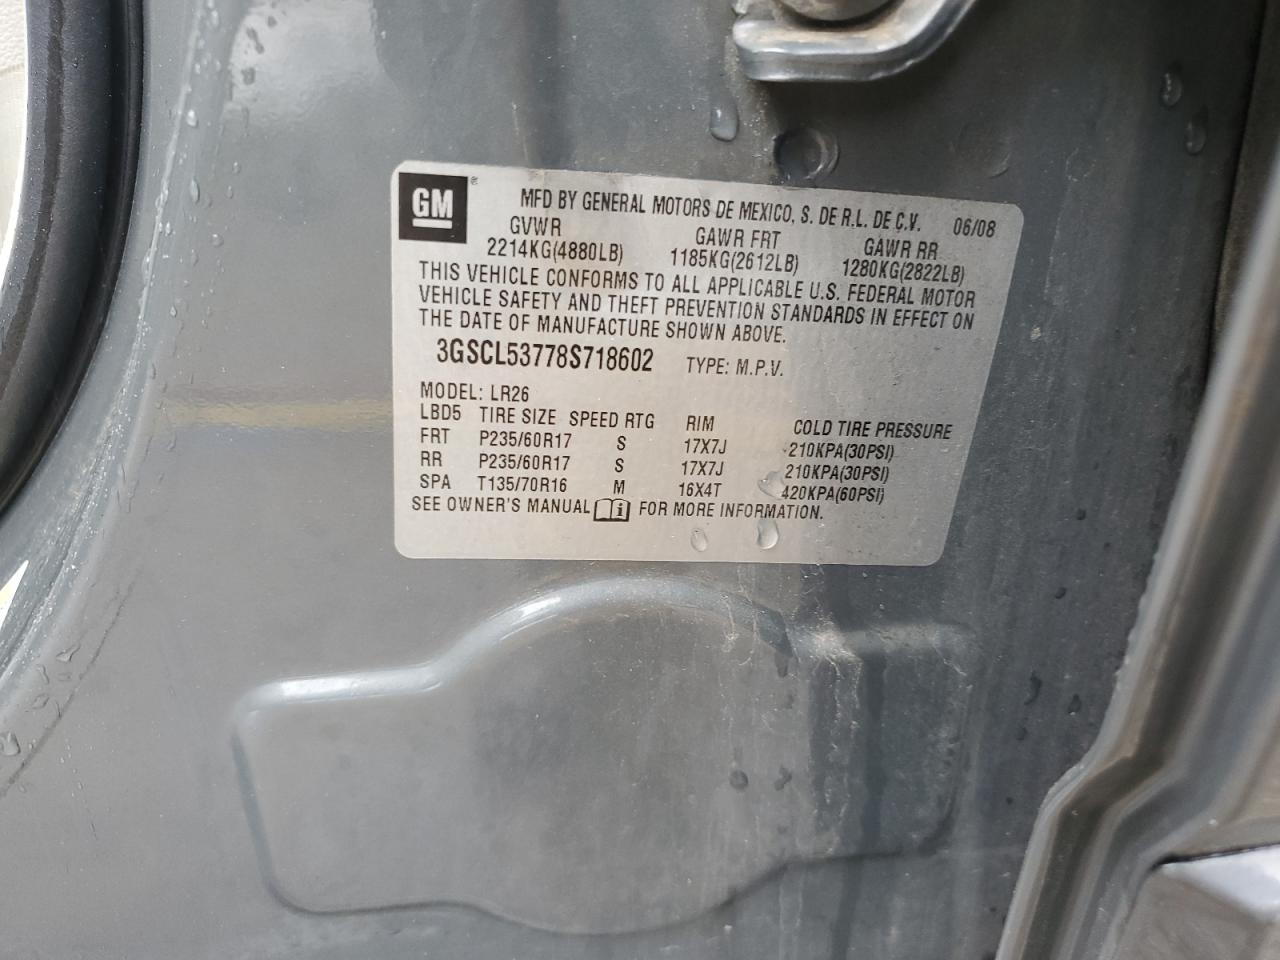 GM® MFD BY GENERAL MOTORS DE MEXICO, S. DE R.L. DE C.V. 06/08
GVWR GAWR FRT GAWR RR
2214KG(4880LB) 1185KG(2612LB) 1280KG(2822LB)
THIS VEHICLE CONFORMS TO ALL APPLICABLE U.S. FEDERAL MOTOR
VEHICLE SAFETY AND THEFT PREVENTION STANDARDS IN EFFECT ON
THE DATE OF MANUFACTURE SHOWN ABOVE.
3GSCL53778S718602 TYPE: M.P.V.
MODEL: LR26
LBD5 TIRE SIZE SPEED RTG RIM COLD TIRE PRESSURE
FRT P235/60R17 S 17X7J 210KPA(30PSI)
RR P235/60R17 S 17X7J 210KPA(30PSI)
SPA T135/70R16 M 16X4T 420KPA(60PSI)
SEE OWNER'S MANUAL i FOR MORE INFORMATION.